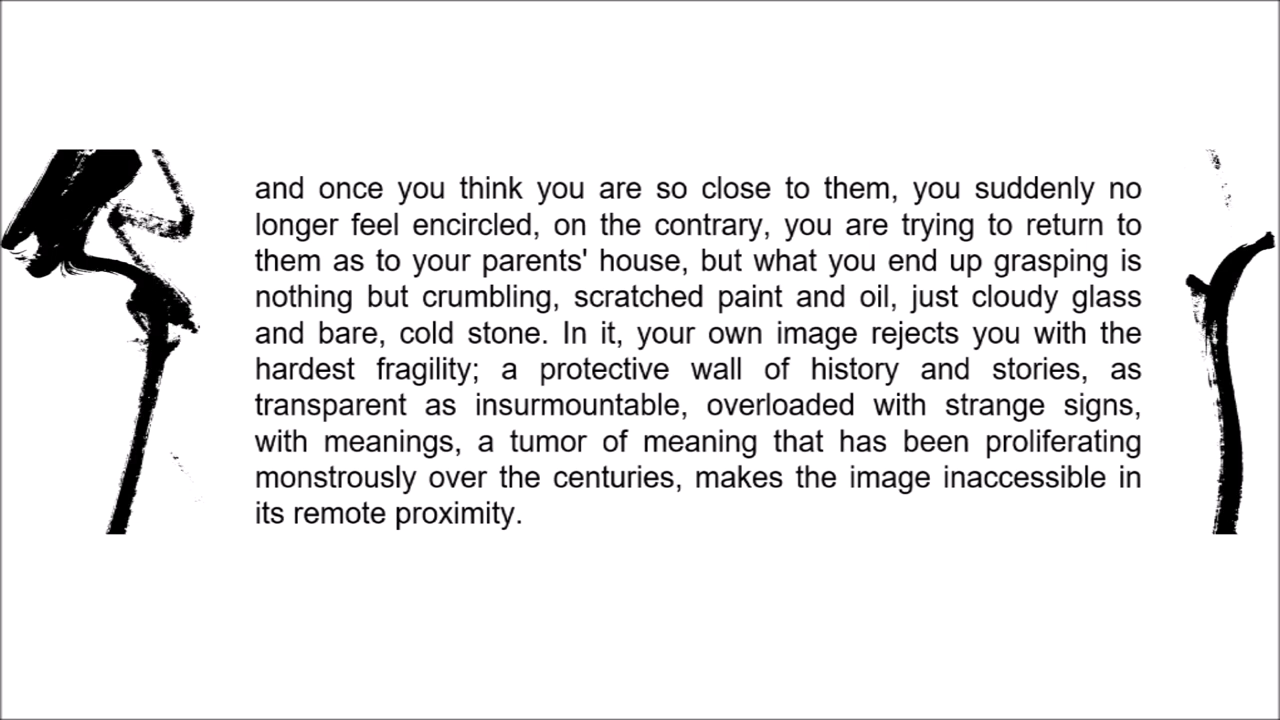 and once you think you are so close to them, you suddenly no
longer feel encircled, on the contrary, you are trying to return to
them as to your parents' house, but what you end up grasping is
nothing but crumbling, scratched paint and oil, just cloudy glass
and bare, cold stone. In it, your own image rejects you with the
hardest fragility; a protective wall of history and stories, as
transparent as insurmountable, overloaded with strange signs,
with meanings, a tumor of meaning that has been proliferating
monstrously over the centuries, makes the image inaccessible in
its remote proximity.